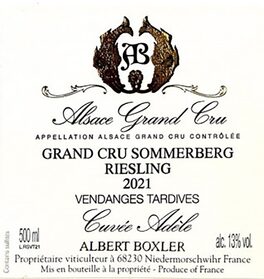 AB
Alsace Grand Cru
APPELLATION ALSACE GRAND CRU CONTRÔLÉE
GRAND CRU SOMMERBERG
RIESLING
2021
VENDANGES TARDIVES
Cuvée Adèle
500 ml
L.RGVT21
Contains sulfites
alc. 13% vol.
ALBERT BOXLER
Propriétaire viticulteur à 68230 Niedermorschwihr France
Mis en bouteille à la propriété - Produce of France